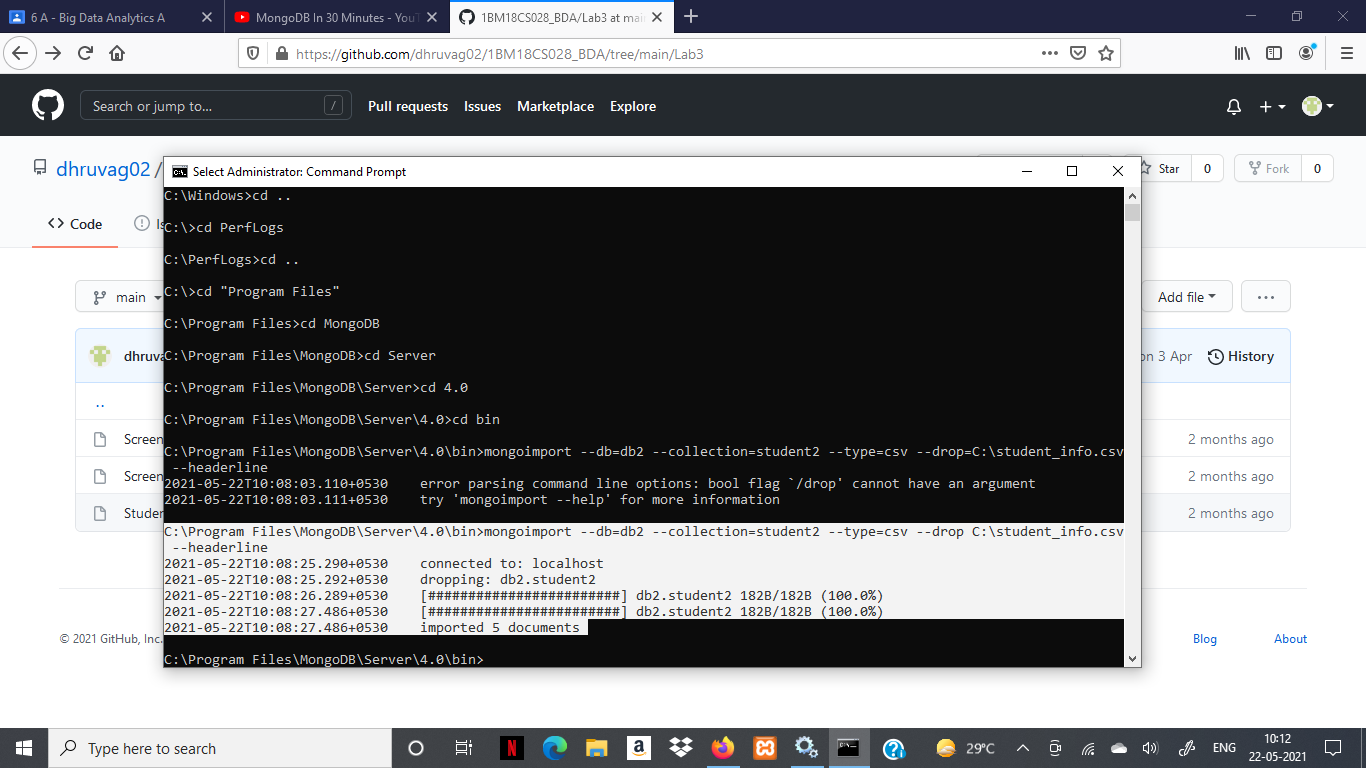 6 A - Big Data Analytics A
MongoDB In 30 Minutes - YouT
1BM18CS028_BDA/Lab3 at mai
https://github.com/dhruvag02/1BM18CS028_BDA/tree/main/Lab3
Search or jump to...
/
Pull requests
Issues
Marketplace
Explore
dhruvag02 /
Star
0
Fork
0
Code
Is
Select Administrator: Command Prompt
C:\Windows>cd ..
C:\>cd PerfLogs
C:\PerfLogs>cd ..
C:\>cd "Program Files"
C:\Program Files>cd MongoDB
C:\Program Files\MongoDB>cd Server
C:\Program Files\MongoDB\Server>cd 4.0
C:\Program Files\MongoDB\Server\4.0>cd bin
C:\Program Files\MongoDB\Server\4.0\bin>mongoimport --db=db2 --collection=student2 --type=csv --drop=C:\student_info.csv
--headerline
2021-05-22T10:08:03.110+0530 error parsing command line options: bool flag `/drop' cannot have an argument
2021-05-22T10:08:03.111+0530 try 'mongoimport --help' for more information
C:\Program Files\MongoDB\Server\4.0\bin>mongoimport --db=db2 --collection=student2 --type=csv --drop C:\student_info.csv
--headerline
2021-05-22T10:08:25.290+0530 connected to: localhost
2021-05-22T10:08:25.292+0530 dropping: db2.student2
2021-05-22T10:08:26.289+0530 [########################] db2.student2 182B/182B (100.0%)
2021-05-22T10:08:27.486+0530 [########################] db2.student2 182B/182B (100.0%)
2021-05-22T10:08:27.486+0530 imported 5 documents
C:\Program Files\MongoDB\Server\4.0\bin>
main
Add file
dhruva
on 3 Apr
History
..
Screen
2 months ago
Screen
2 months ago
Studen
2 months ago
© 2021 GitHub, Inc.
Blog
About
Type here to search
29°C
ENG
10:12
22-05-2021